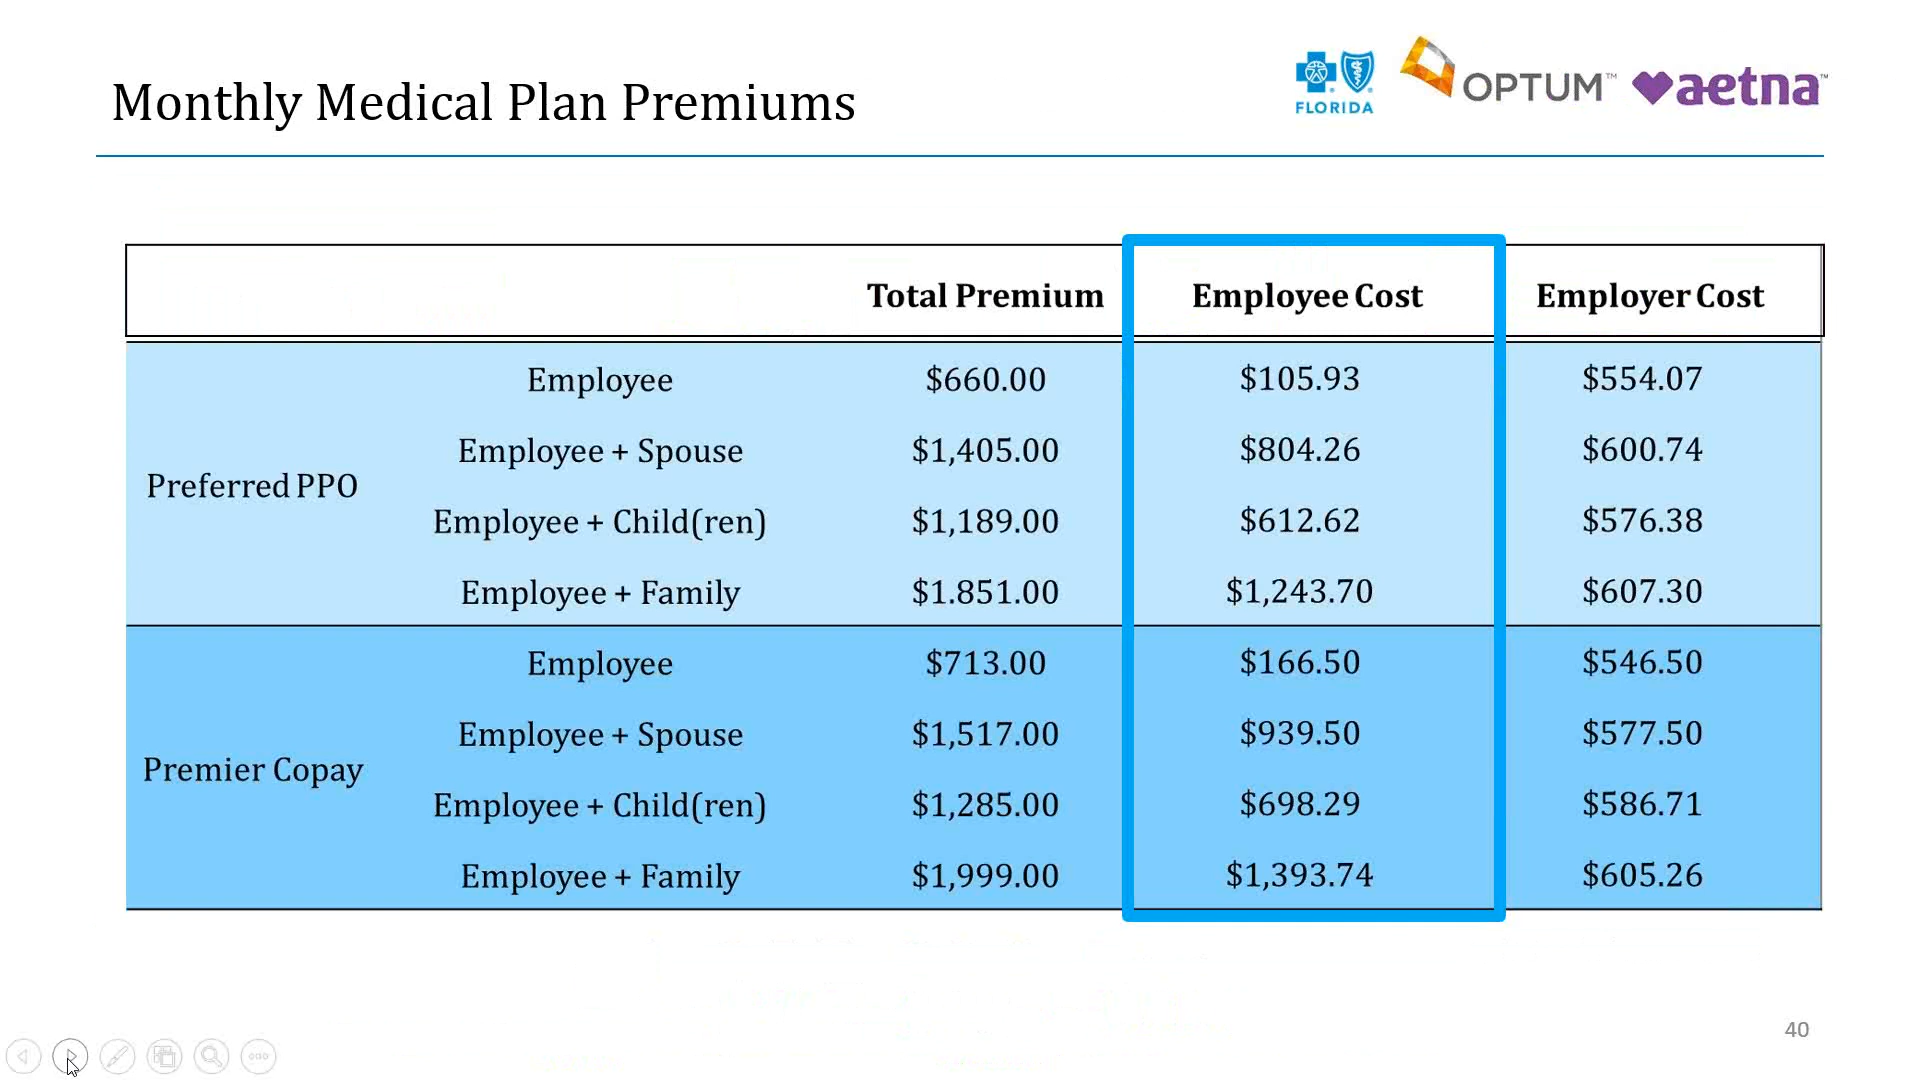 Monthly Medical Plan Premiums
FLORIDA
OPTUM™
aetna™
Total Premium Employee Cost Employer Cost
Preferred PPO
Employee $660.00 $105.93 $554.07
Employee + Spouse $1,405.00 $804.26 $600.74
Employee + Child(ren) $1,189.00 $612.62 $576.38
Employee + Family $1.851.00 $1,243.70 $607.30
Premier Copay
Employee $713.00 $166.50 $546.50
Employee + Spouse $1,517.00 $939.50 $577.50
Employee + Child(ren) $1,285.00 $698.29 $586.71
Employee + Family $1,999.00 $1,393.74 $605.26
40